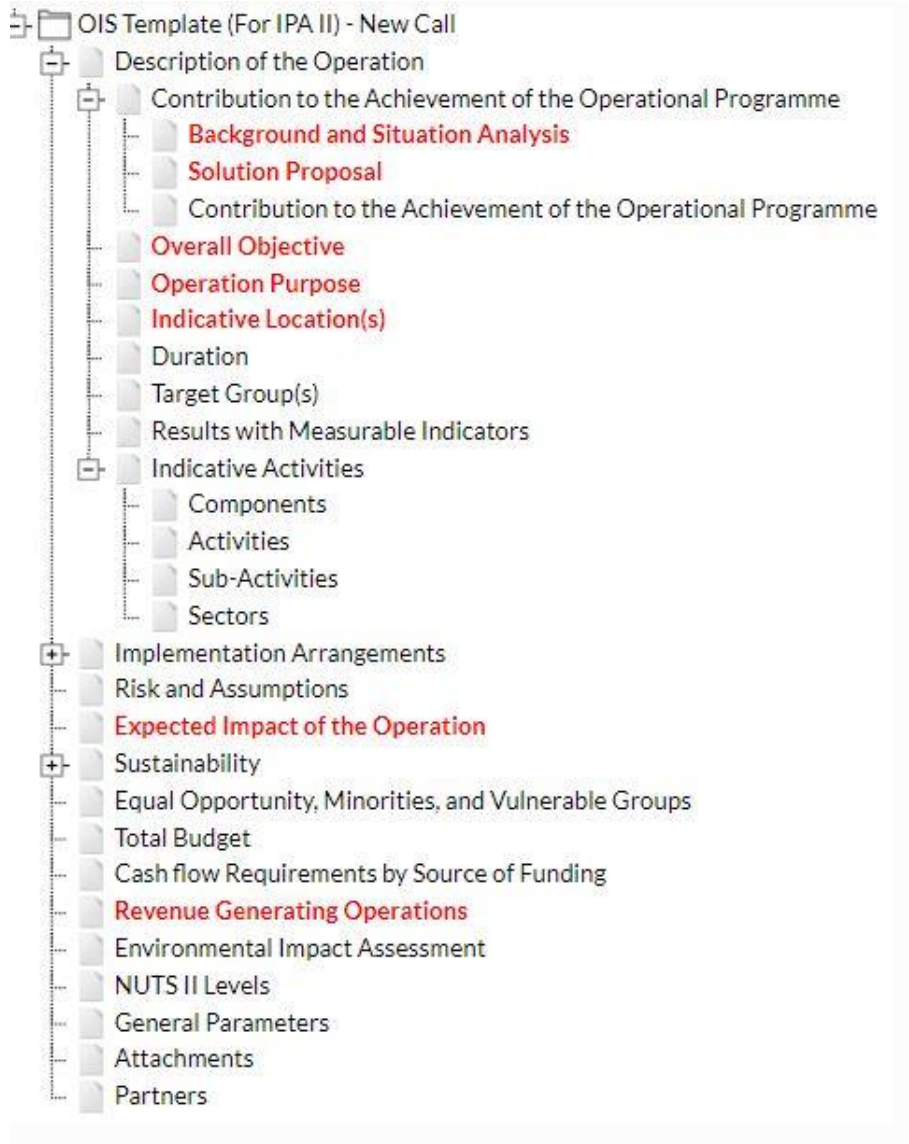 OIS Template (For IPA II) - New Call
Description of the Operation
Contribution to the Achievement of the Operational Programme
Background and Situation Analysis
Solution Proposal
Contribution to the Achievement of the Operational Programme
Overall Objective
Operation Purpose
Indicative Location(s)
Duration
Target Group(s)
Results with Measurable Indicators
Indicative Activities
Components
Activities
Sub-Activities
Sectors
Implementation Arrangements
Risk and Assumptions
Expected Impact of the Operation
Sustainability
Equal Opportunity, Minorities, and Vulnerable Groups
Total Budget
Cash flow Requirements by Source of Funding
Revenue Generating Operations
Environmental Impact Assessment
NUTS II Levels
General Parameters
Attachments
Partners